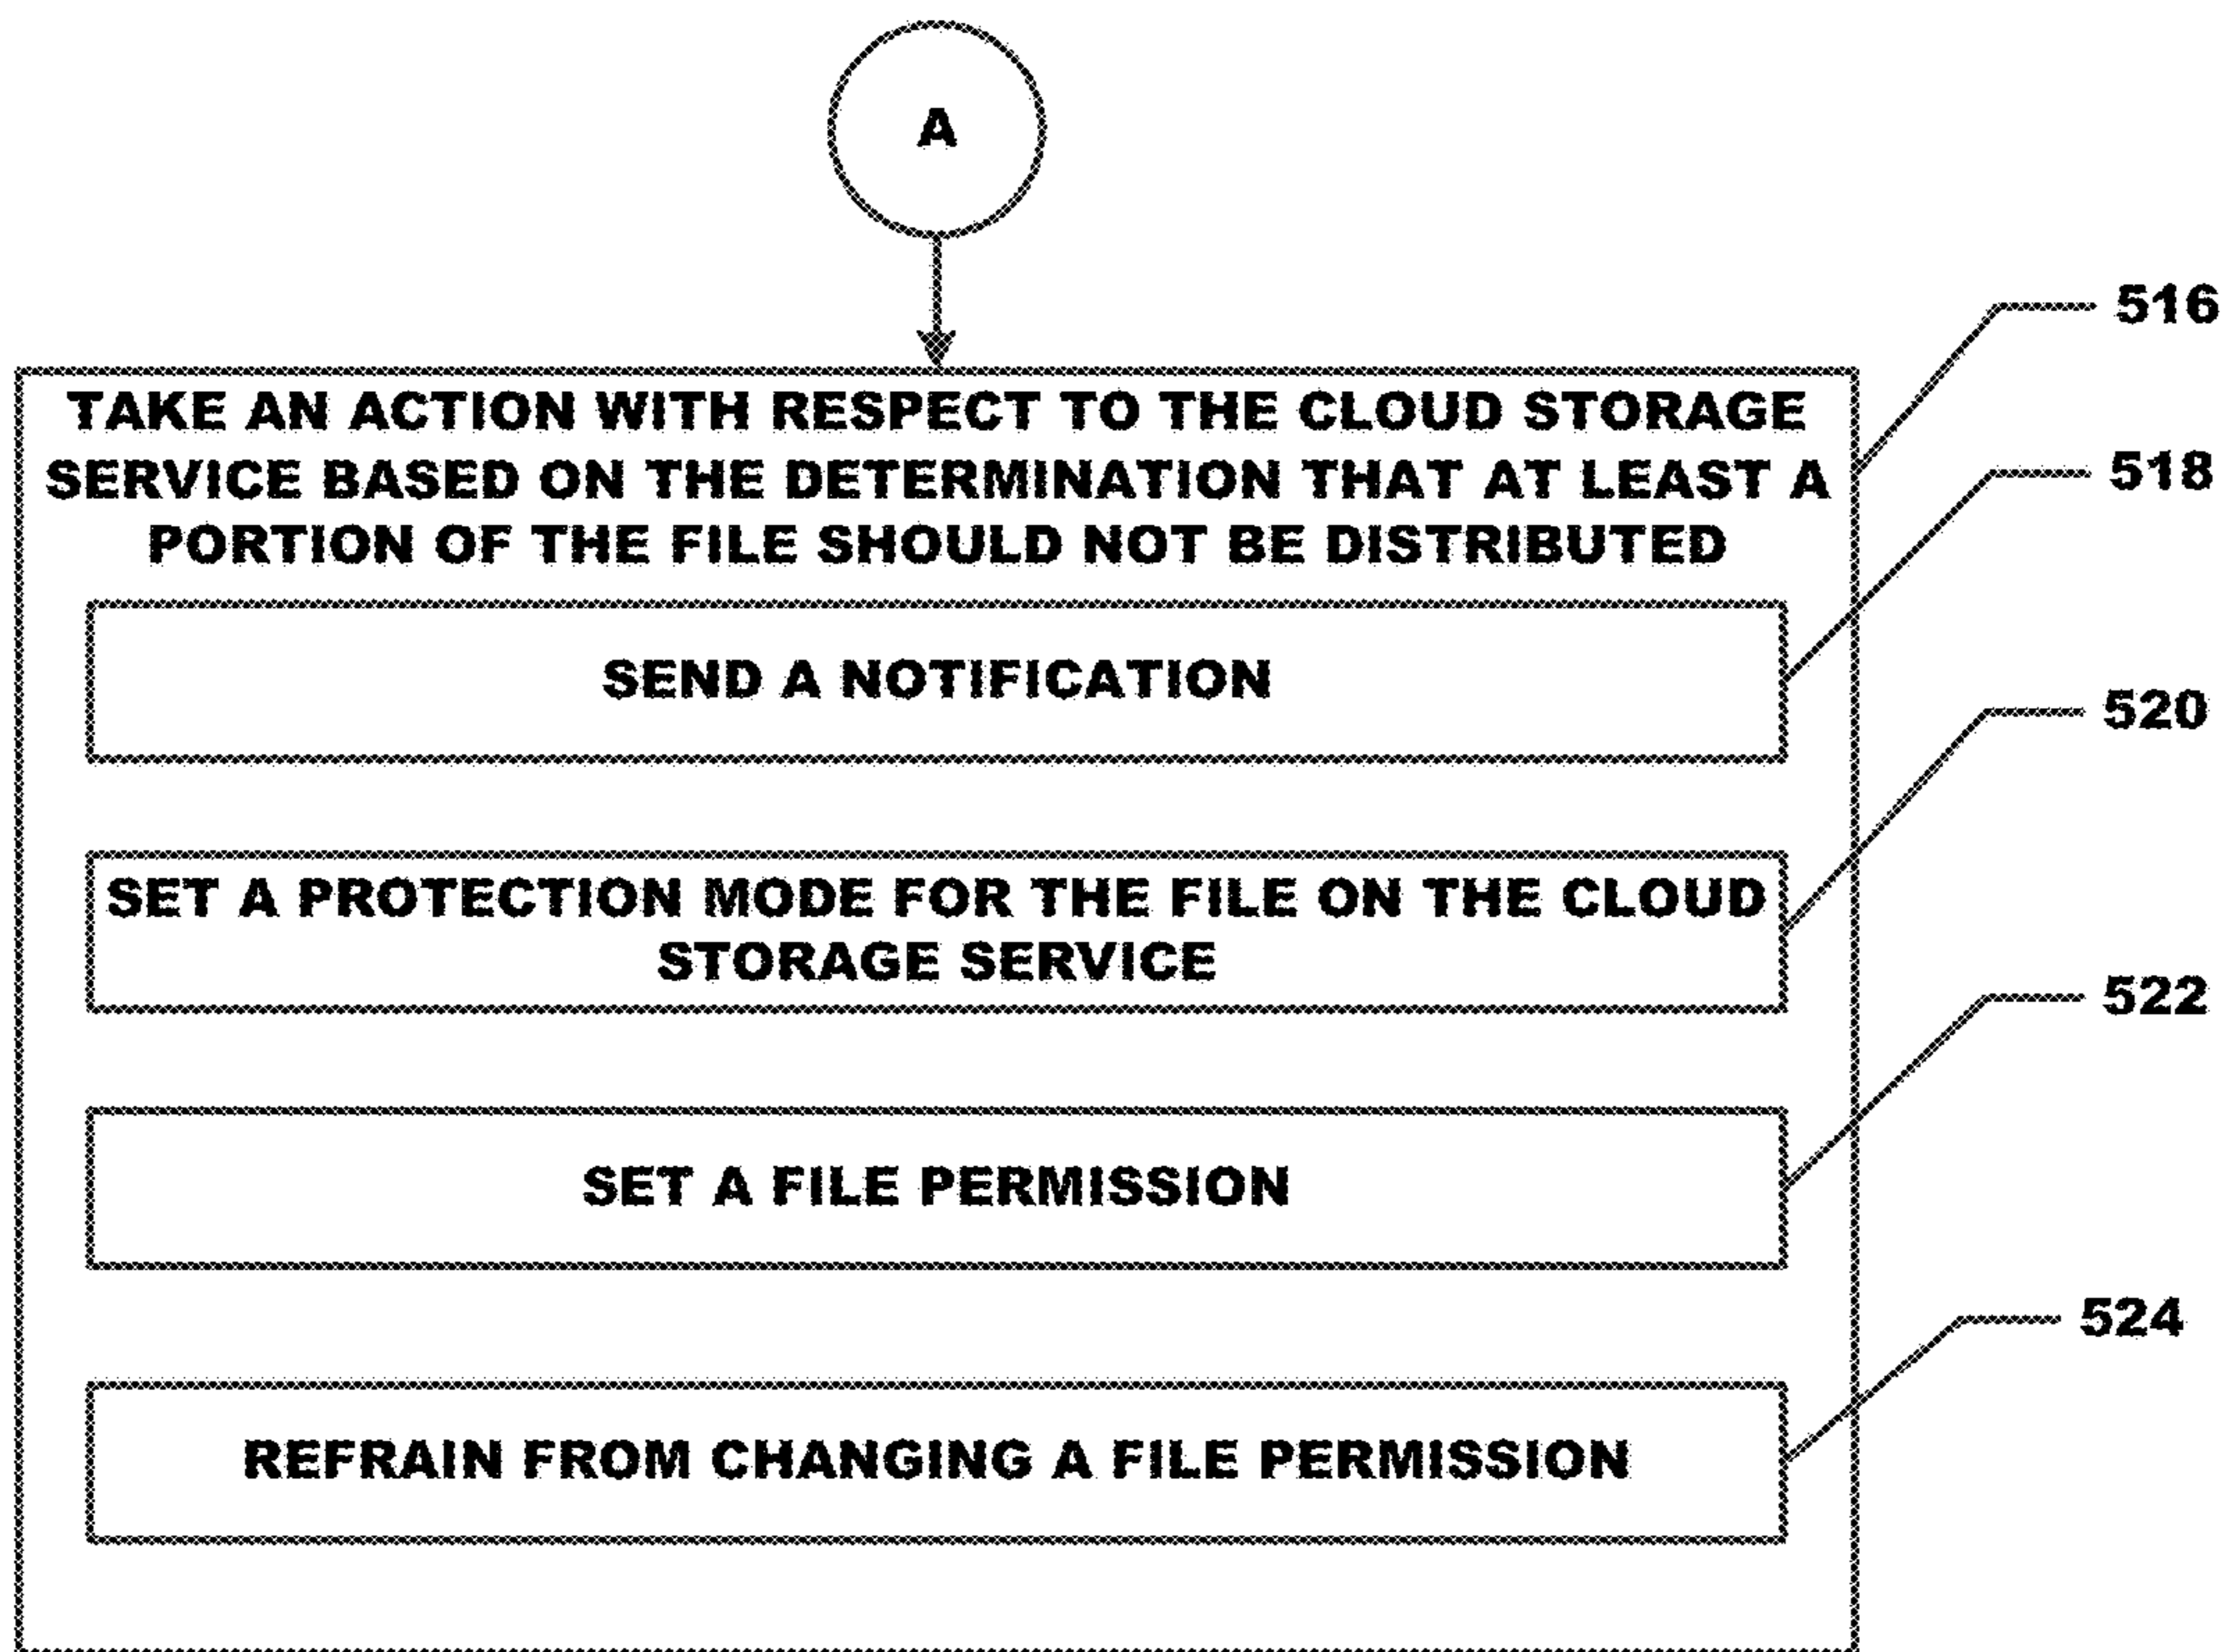 A
516
TAKE AN ACTION WITH RESPECT TO THE CLOUD STORAGE
SERVICE BASED ON THE DETERMINATION THAT AT LEAST A
PORTION OF THE FILE SHOULD NOT BE DISTRIBUTED
518
SEND A NOTIFICATION
520
SET A PROTECTION MODE FOR THE FILE ON THE CLOUD
STORAGE SERVICE
522
SET A FILE PERMISSION
524
REFRAIN FROM CHANGING A FILE PERMISSION